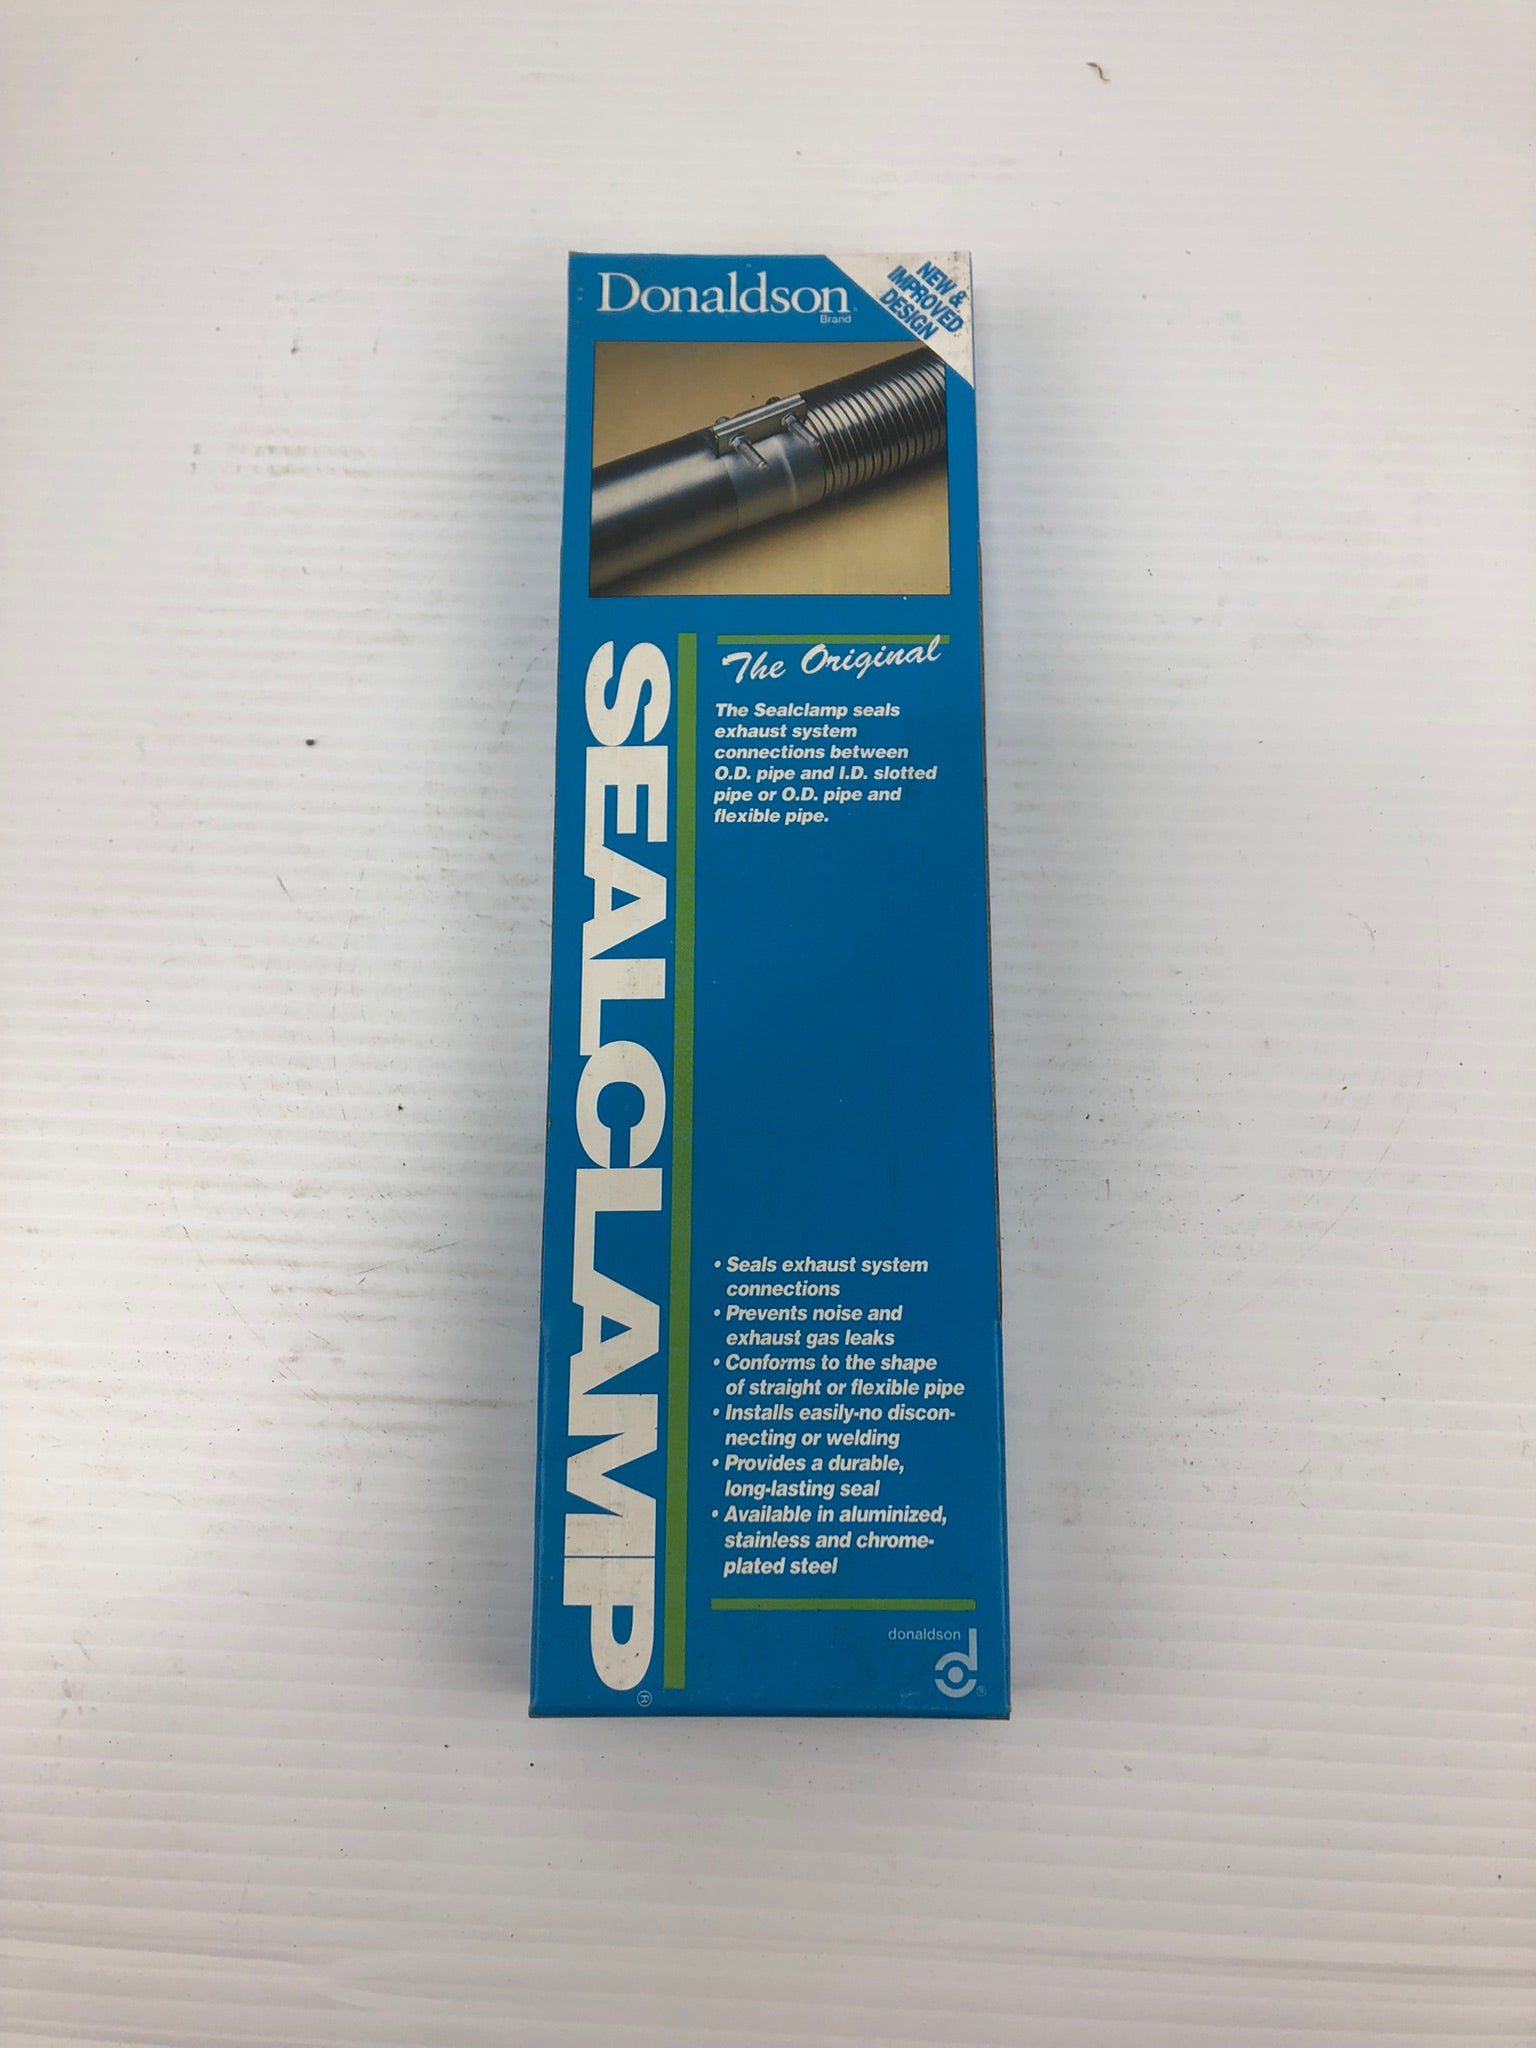 Donaldson®
Brand
NEW &
IMPROVED
DESIGN
SEALCLAMP®
The Original
The Sealclamp seals
exhaust system
connections between
O.D. pipe and I.D. slotted
pipe or O.D. pipe and
flexible pipe.
• Seals exhaust system
connections
• Prevents noise and
exhaust gas leaks
• Conforms to the shape
of straight or flexible pipe
• Installs easily-no discon-
necting or welding
• Provides a durable,
long-lasting seal
• Available in aluminized,
stainless and chrome-
plated steel
donaldson
d®